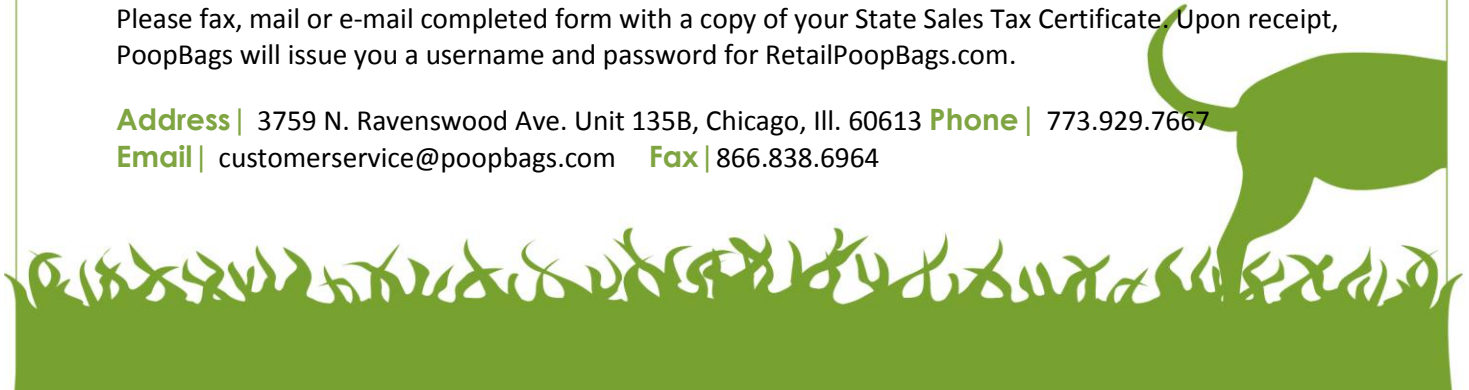 Please fax, mail or e-mail completed form with a copy of your State Sales Tax Certificate. Upon receipt,
PoopBags will issue you a username and password for RetailPoopBags.com.
Address| 3759 N. Ravenswood Ave. Unit 135B, Chicago, Ill. 60613 Phone| 773.929.7667
Email| customerservice@poopbags.com Fax|866.838.6964